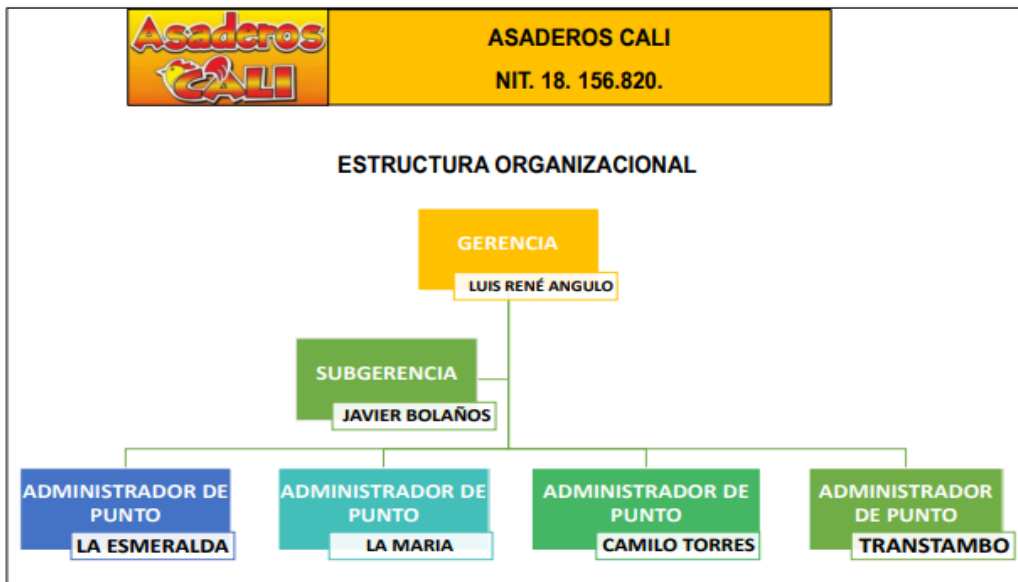 Asaderos
CALI
ASADEROS CALI
NIT. 18. 156.820.
ESTRUCTURA ORGANIZACIONAL
GERENCIA
LUIS RENÉ ANGULO
SUBGERENCIA
JAVIER BOLAÑOS
ADMINISTRADOR DE
PUNTO
LA ESMERALDA
ADMINISTRADOR DE
PUNTO
LA MARIA
ADMINISTRADOR DE
PUNTO
CAMILO TORRES
ADMINISTRADOR
DE PUNTO
TRANSTAMBO